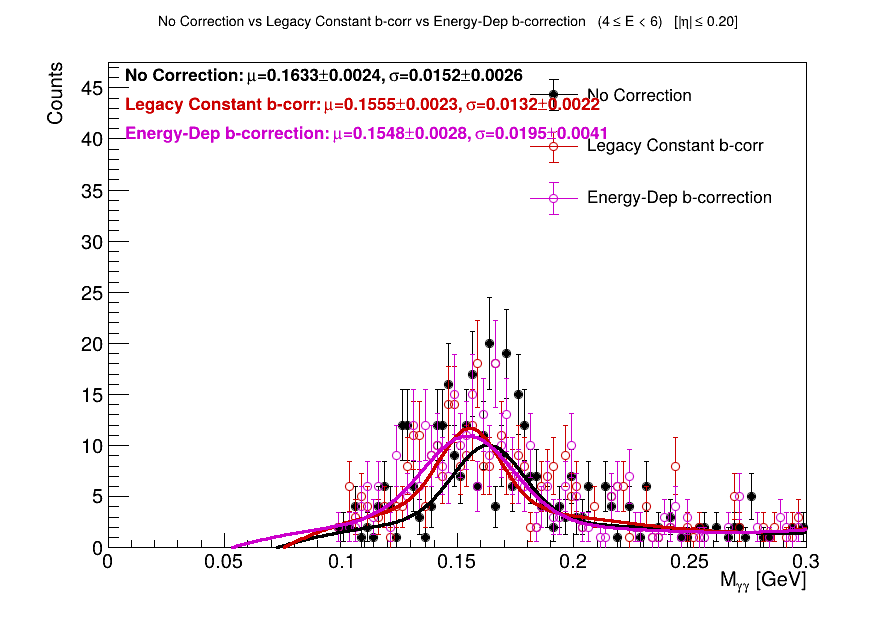 No Correction vs Legacy Constant b-corr vs Energy-Dep b-correction (4 ≤ E < 6) [|η| ≤ 0.20]
Counts
No Correction: μ=0.1633±0.0024, σ=0.0152±0.0026
Legacy Constant b-corr: μ=0.1555±0.0023, σ=0.0132±0.0022
Energy-Dep b-correction: μ=0.1548±0.0028, σ=0.0195±0.0041
No Correction
Legacy Constant b-corr
Energy-Dep b-correction
45
40
35
30
25
20
15
10
5
0
0 0.05 0.1 0.15 0.2 0.25 0.3
Mγγ [GeV]